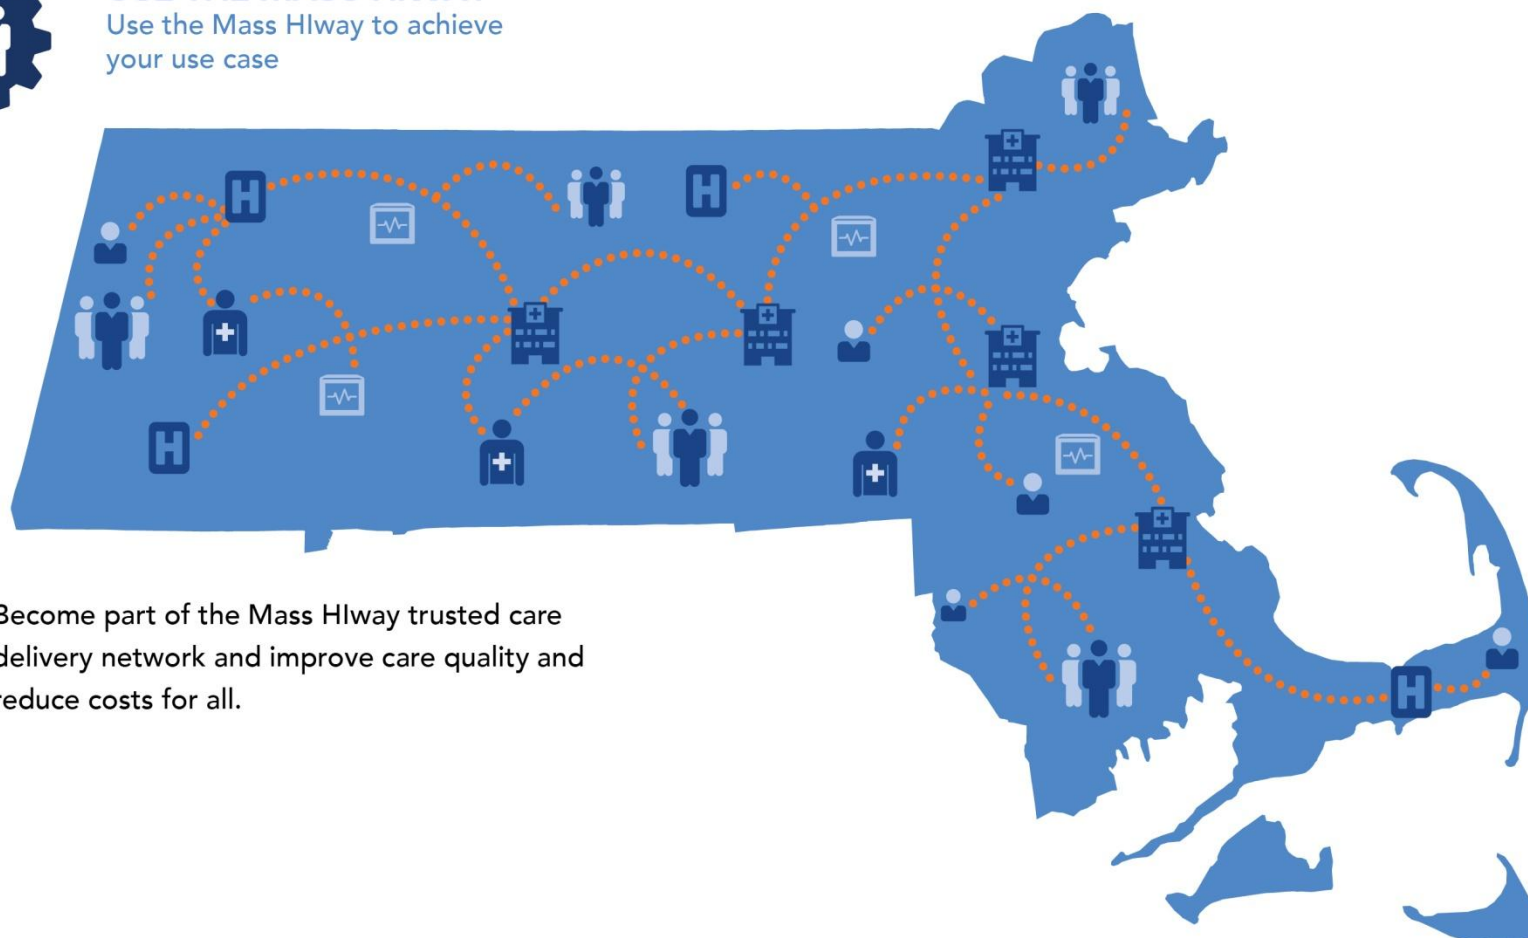 Use the Mass HIway to achieve
your use case
H
H
H
Become part of the Mass HIway trusted care
delivery network and improve care quality and
reduce costs for all.
H